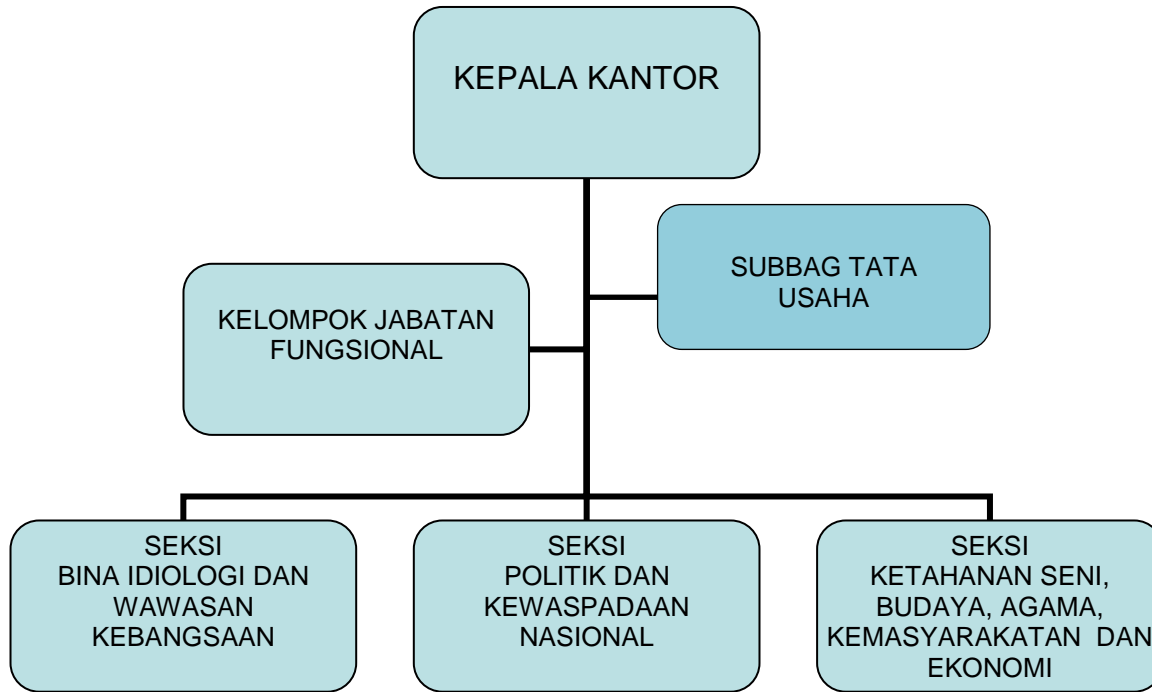 KEPALA KANTOR
SUBBAG TATA
USAHA
KELOMPOK JABATAN
FUNGSIONAL
SEKSI
BINA IDIOLOGI DAN
WAWASAN
KEBANGSAAN
SEKSI
POLITIK DAN
KEWASPADAAN
NASIONAL
SEKSI
KETAHANAN SENI,
BUDAYA, AGAMA,
KEMASYARAKATAN DAN
EKONOMI